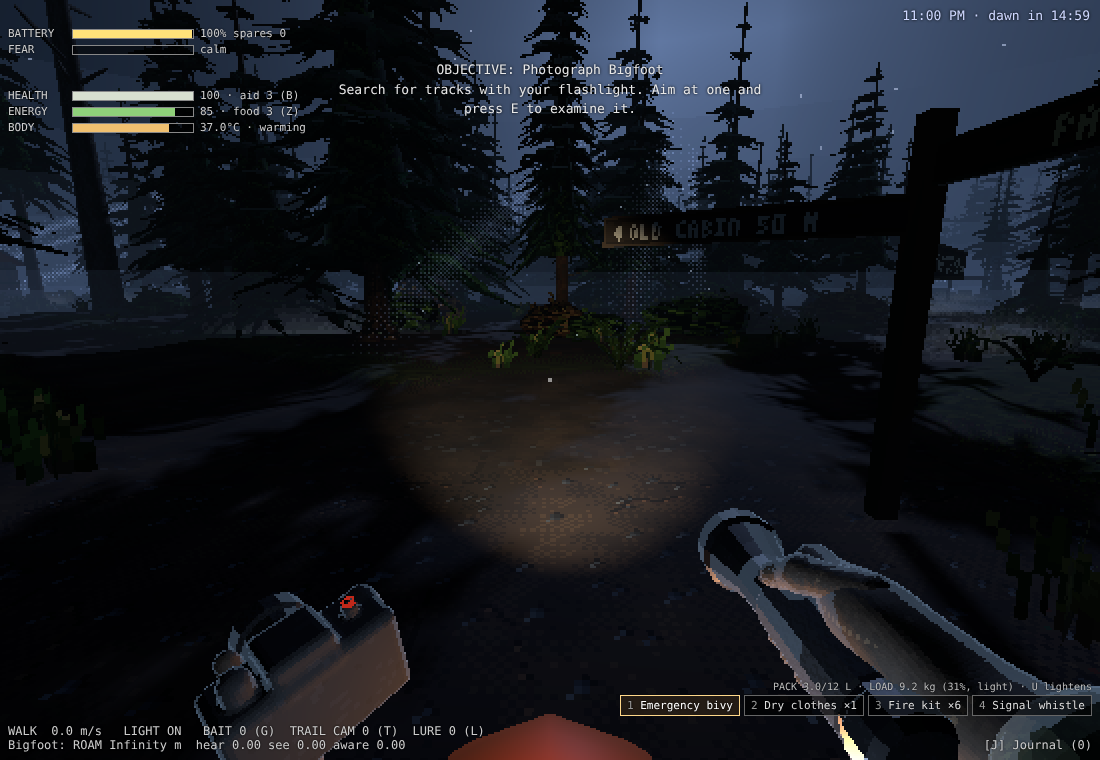 BATTERY 100% spares 0
FEAR calm
HEALTH 100 · aid 3 (B)
ENERGY 85 · food 3 (Z)
BODY 37.0°C · warming
11:00 PM · dawn in 14:59
OBJECTIVE: Photograph Bigfoot
Search for tracks with your flashlight. Aim at one and
press E to examine it.
OLD CABIN 50 M
PACK 3.0/12 L · LOAD 9.2 kg (31%, light) · U lightens
1 Emergency bivy
2 Dry clothes ×1
3 Fire kit ×6
4 Signal whistle
WALK 0.0 m/s LIGHT ON BAIT 0 (G) TRAIL CAM 0 (T) LURE 0 (L)
Bigfoot: ROAM Infinity m hear 0.00 see 0.00 aware 0.00
[J] Journal (0)